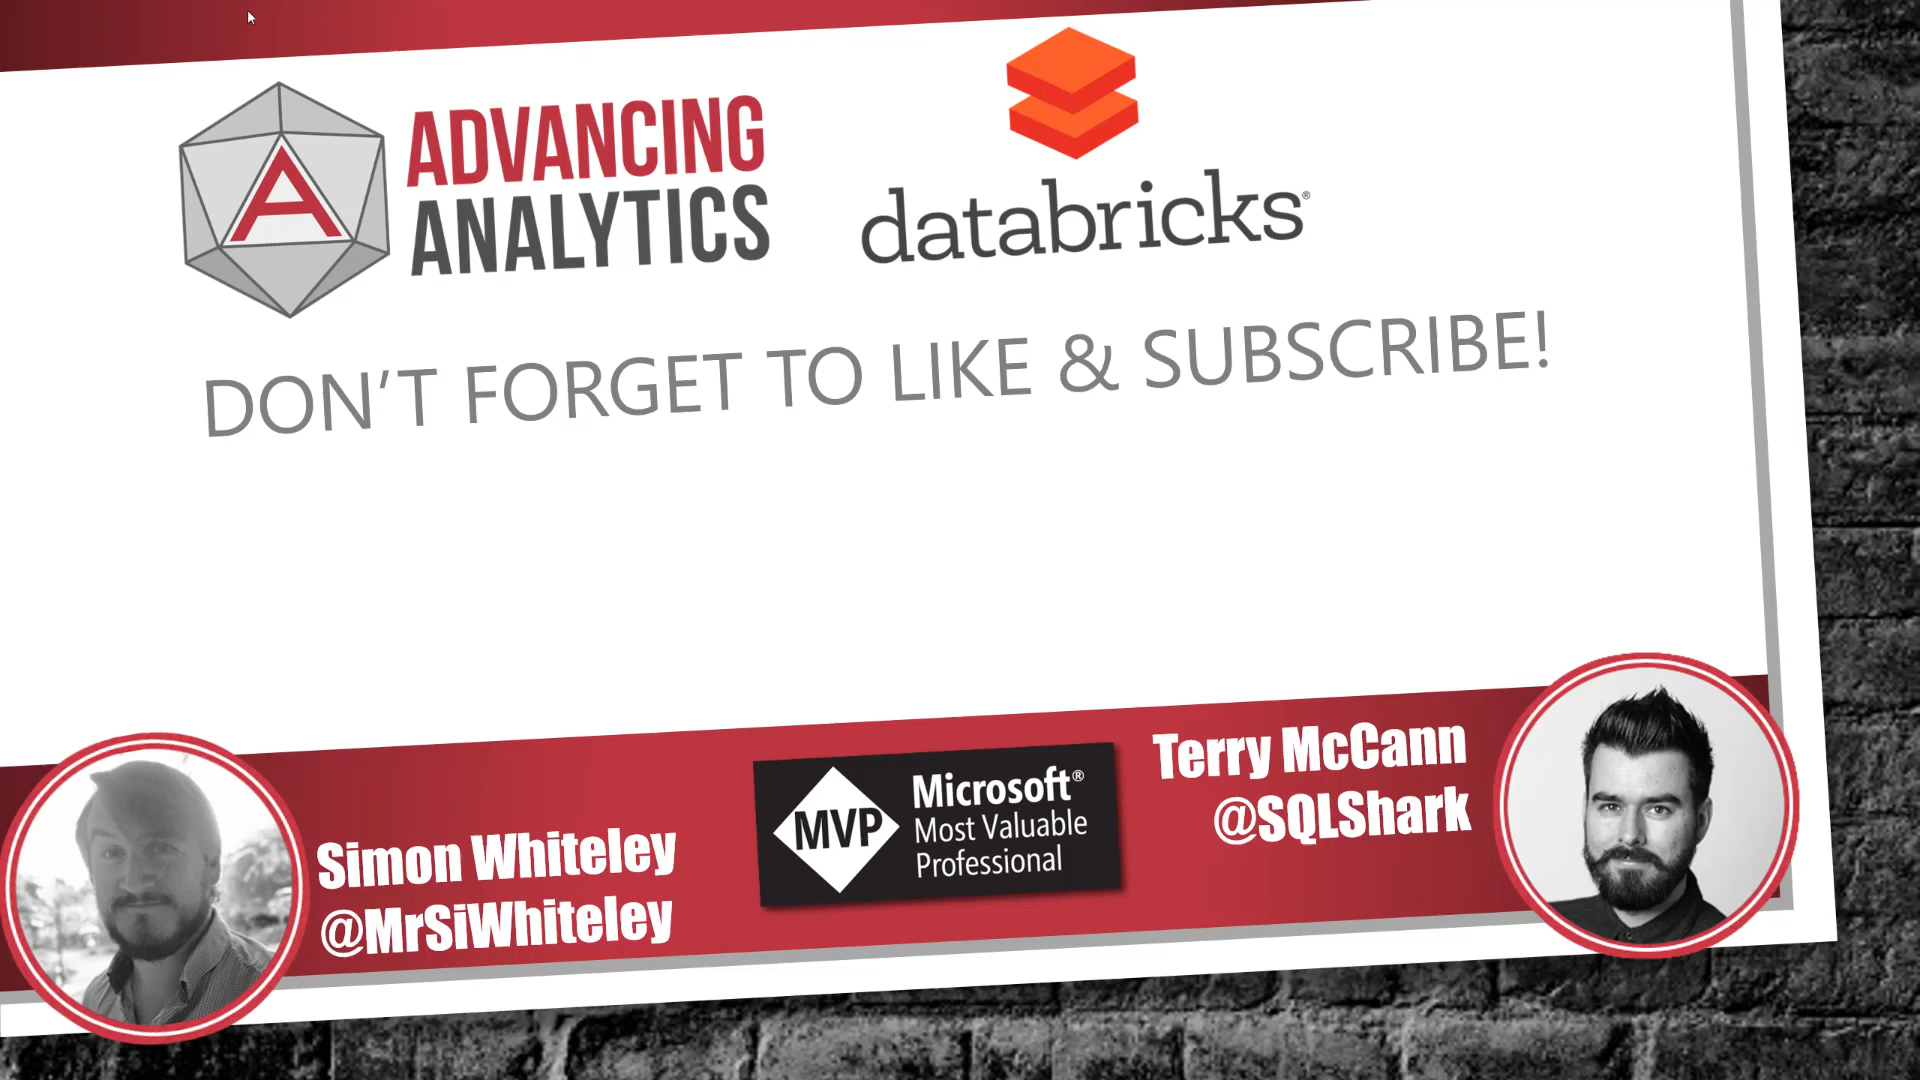 ADVANCING
ANALYTICS
databricks®
DON’T FORGET TO LIKE & SUBSCRIBE!
Simon Whiteley
@MrSiWhiteley
MVP
Microsoft®
Most Valuable
Professional
Terry McCann
@SQLShark